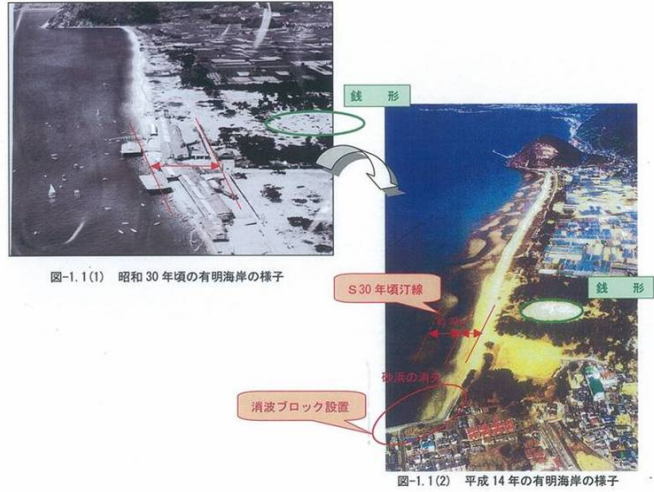 銭 形
図-1.1(1) 昭和30年頃の有明海岸の様子
S30年頃汀線
銭 形
砂浜の消失
消波ブロック設置
図-1.1(2) 平成14年の有明海岸の様子